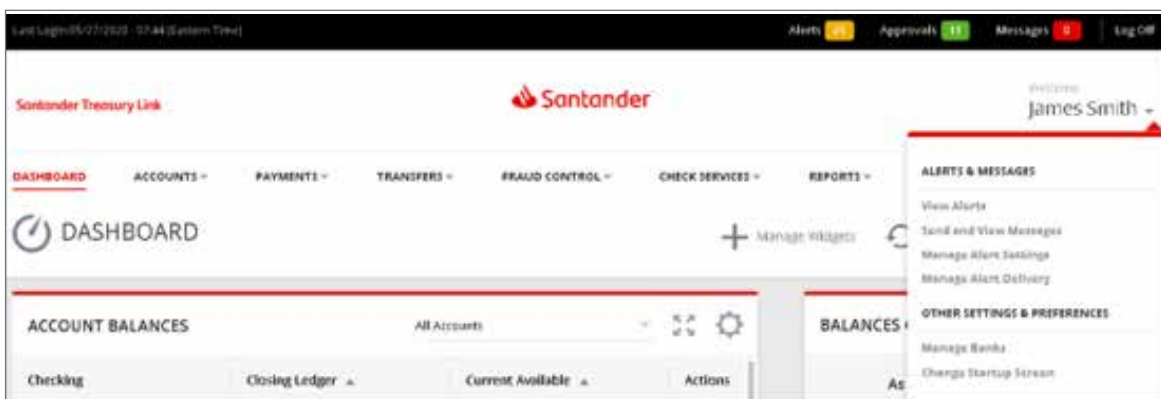 Last Login 05/27/2020 - 07:44 (Eastern Time)
Alerts
Approvals 11
Messages 0
Log Off
Santander Treasury Link
Santander
Welcome
James Smith
DASHBOARD
ACCOUNTS
PAYMENTS
TRANSFERS
FRAUD CONTROL
CHECK SERVICES
REPORTS
ALERTS & MESSAGES
View Alerts
Send and View Messages
Manage Alert Settings
Manage Alert Delivery
OTHER SETTINGS & PREFERENCES
Manage Banks
Change Startup Screen
DASHBOARD
Manage Widgets
ACCOUNT BALANCES
All Accounts
BALANCES
Checking
Closing Ledger
Current Available
Actions
As